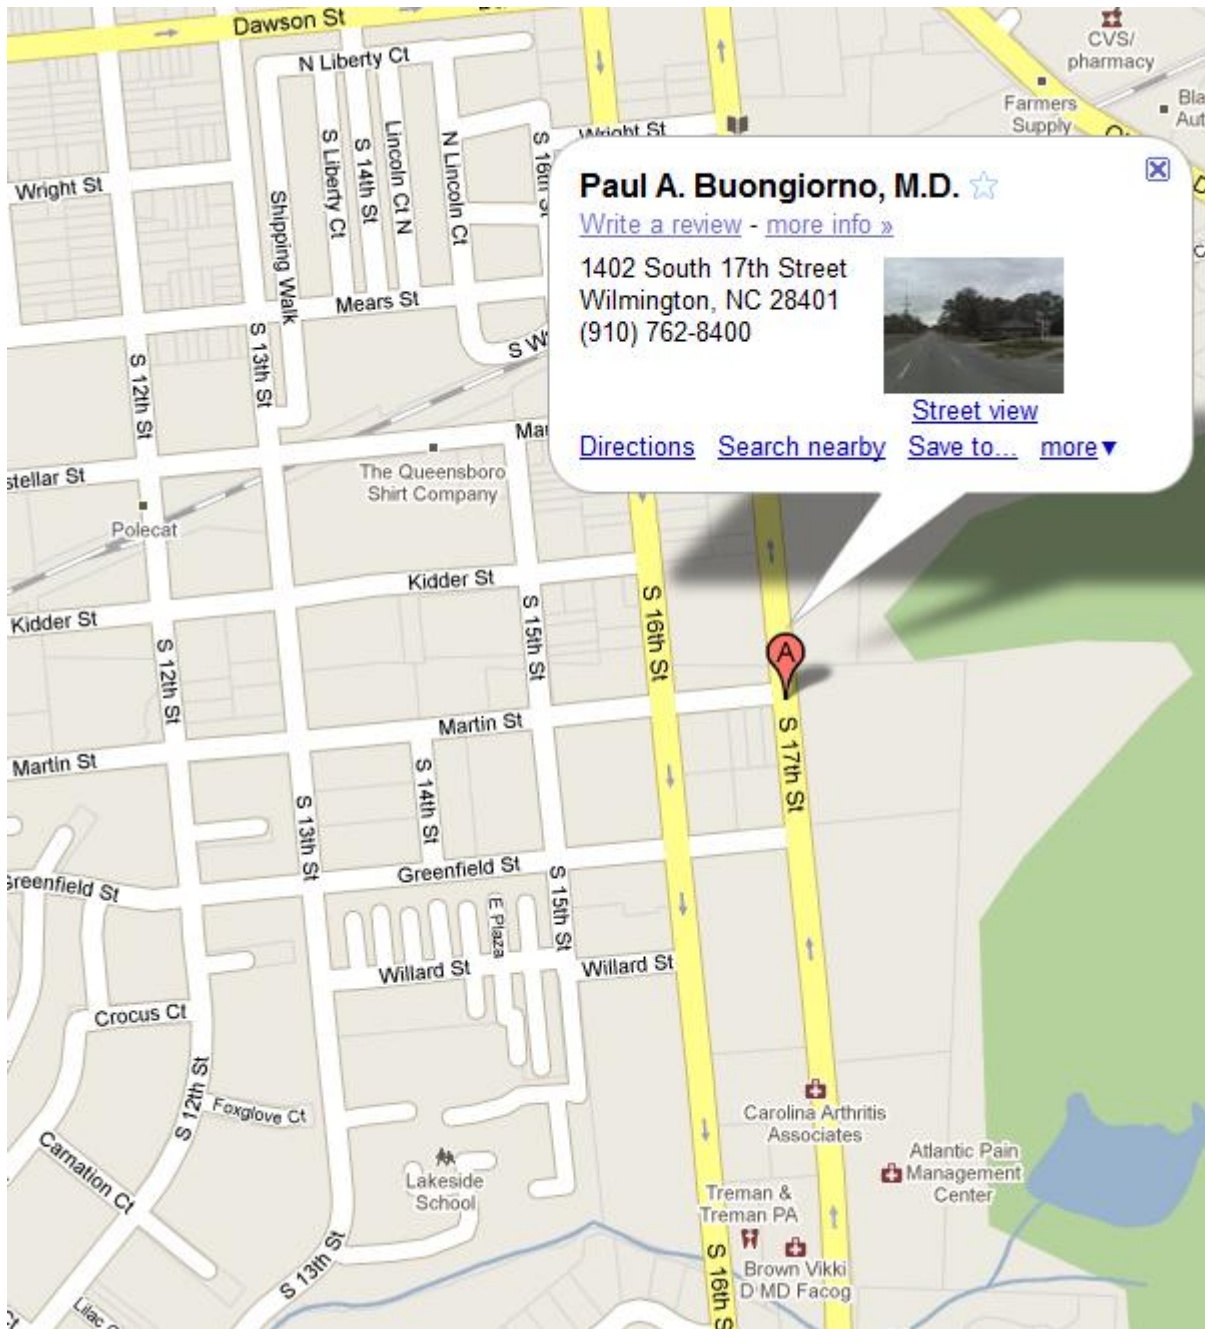 Dawson St
CVS/
pharmacy
N Liberty Ct
Farmers
Supply
Wright St
Wright St
S Liberty Ct
S 14th St
Lincoln Ct N
N Lincoln Ct
S 16th St
Shipping Walk
Paul A. Buongiorno, M.D.
Write a review - more info »
1402 South 17th Street
Wilmington, NC 28401
(910) 762-8400
Street view
Directions Search nearby Save to... more▼
Mears St
S 13th St
S 12th St
stellar St
The Queensboro
Shirt Company
Polecat
Kidder St
Kidder St
S 15th St
S 16th St
S 12th St
A
Martin St
Martin St
S 17th St
S 14th St
S 13th St
Greenfield St
Greenfield St
S 15th St
E Plaza
Willard St
Willard St
Crocus Ct
S 12th St
Foxglove Ct
Carnation Ct
Carolina Arthritis
Associates
Atlantic Pain
Management
Center
Lakeside
School
Treman &
Treman PA
Brown Vikki
D MD Facog
S 13th St
S 16th S
Lilac
Ct